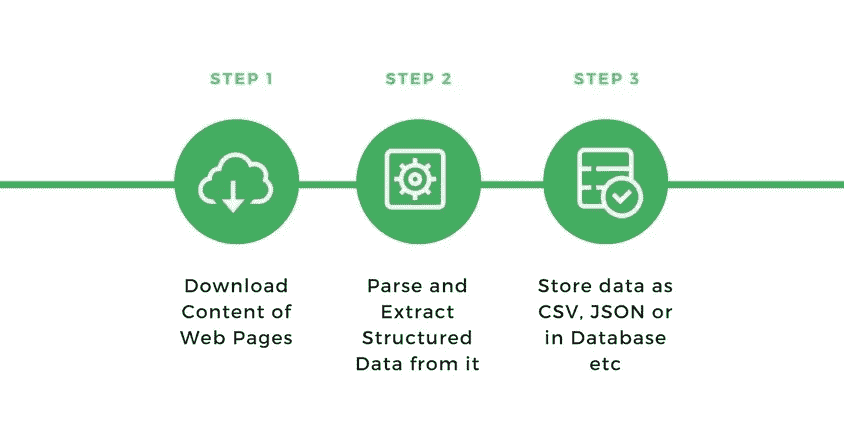 STEP 1
STEP 2
STEP 3
Download
Content of
Web Pages
Parse and
Extract
Structured
Data from it
Store data as
CSV, JSON or
in Database
etc